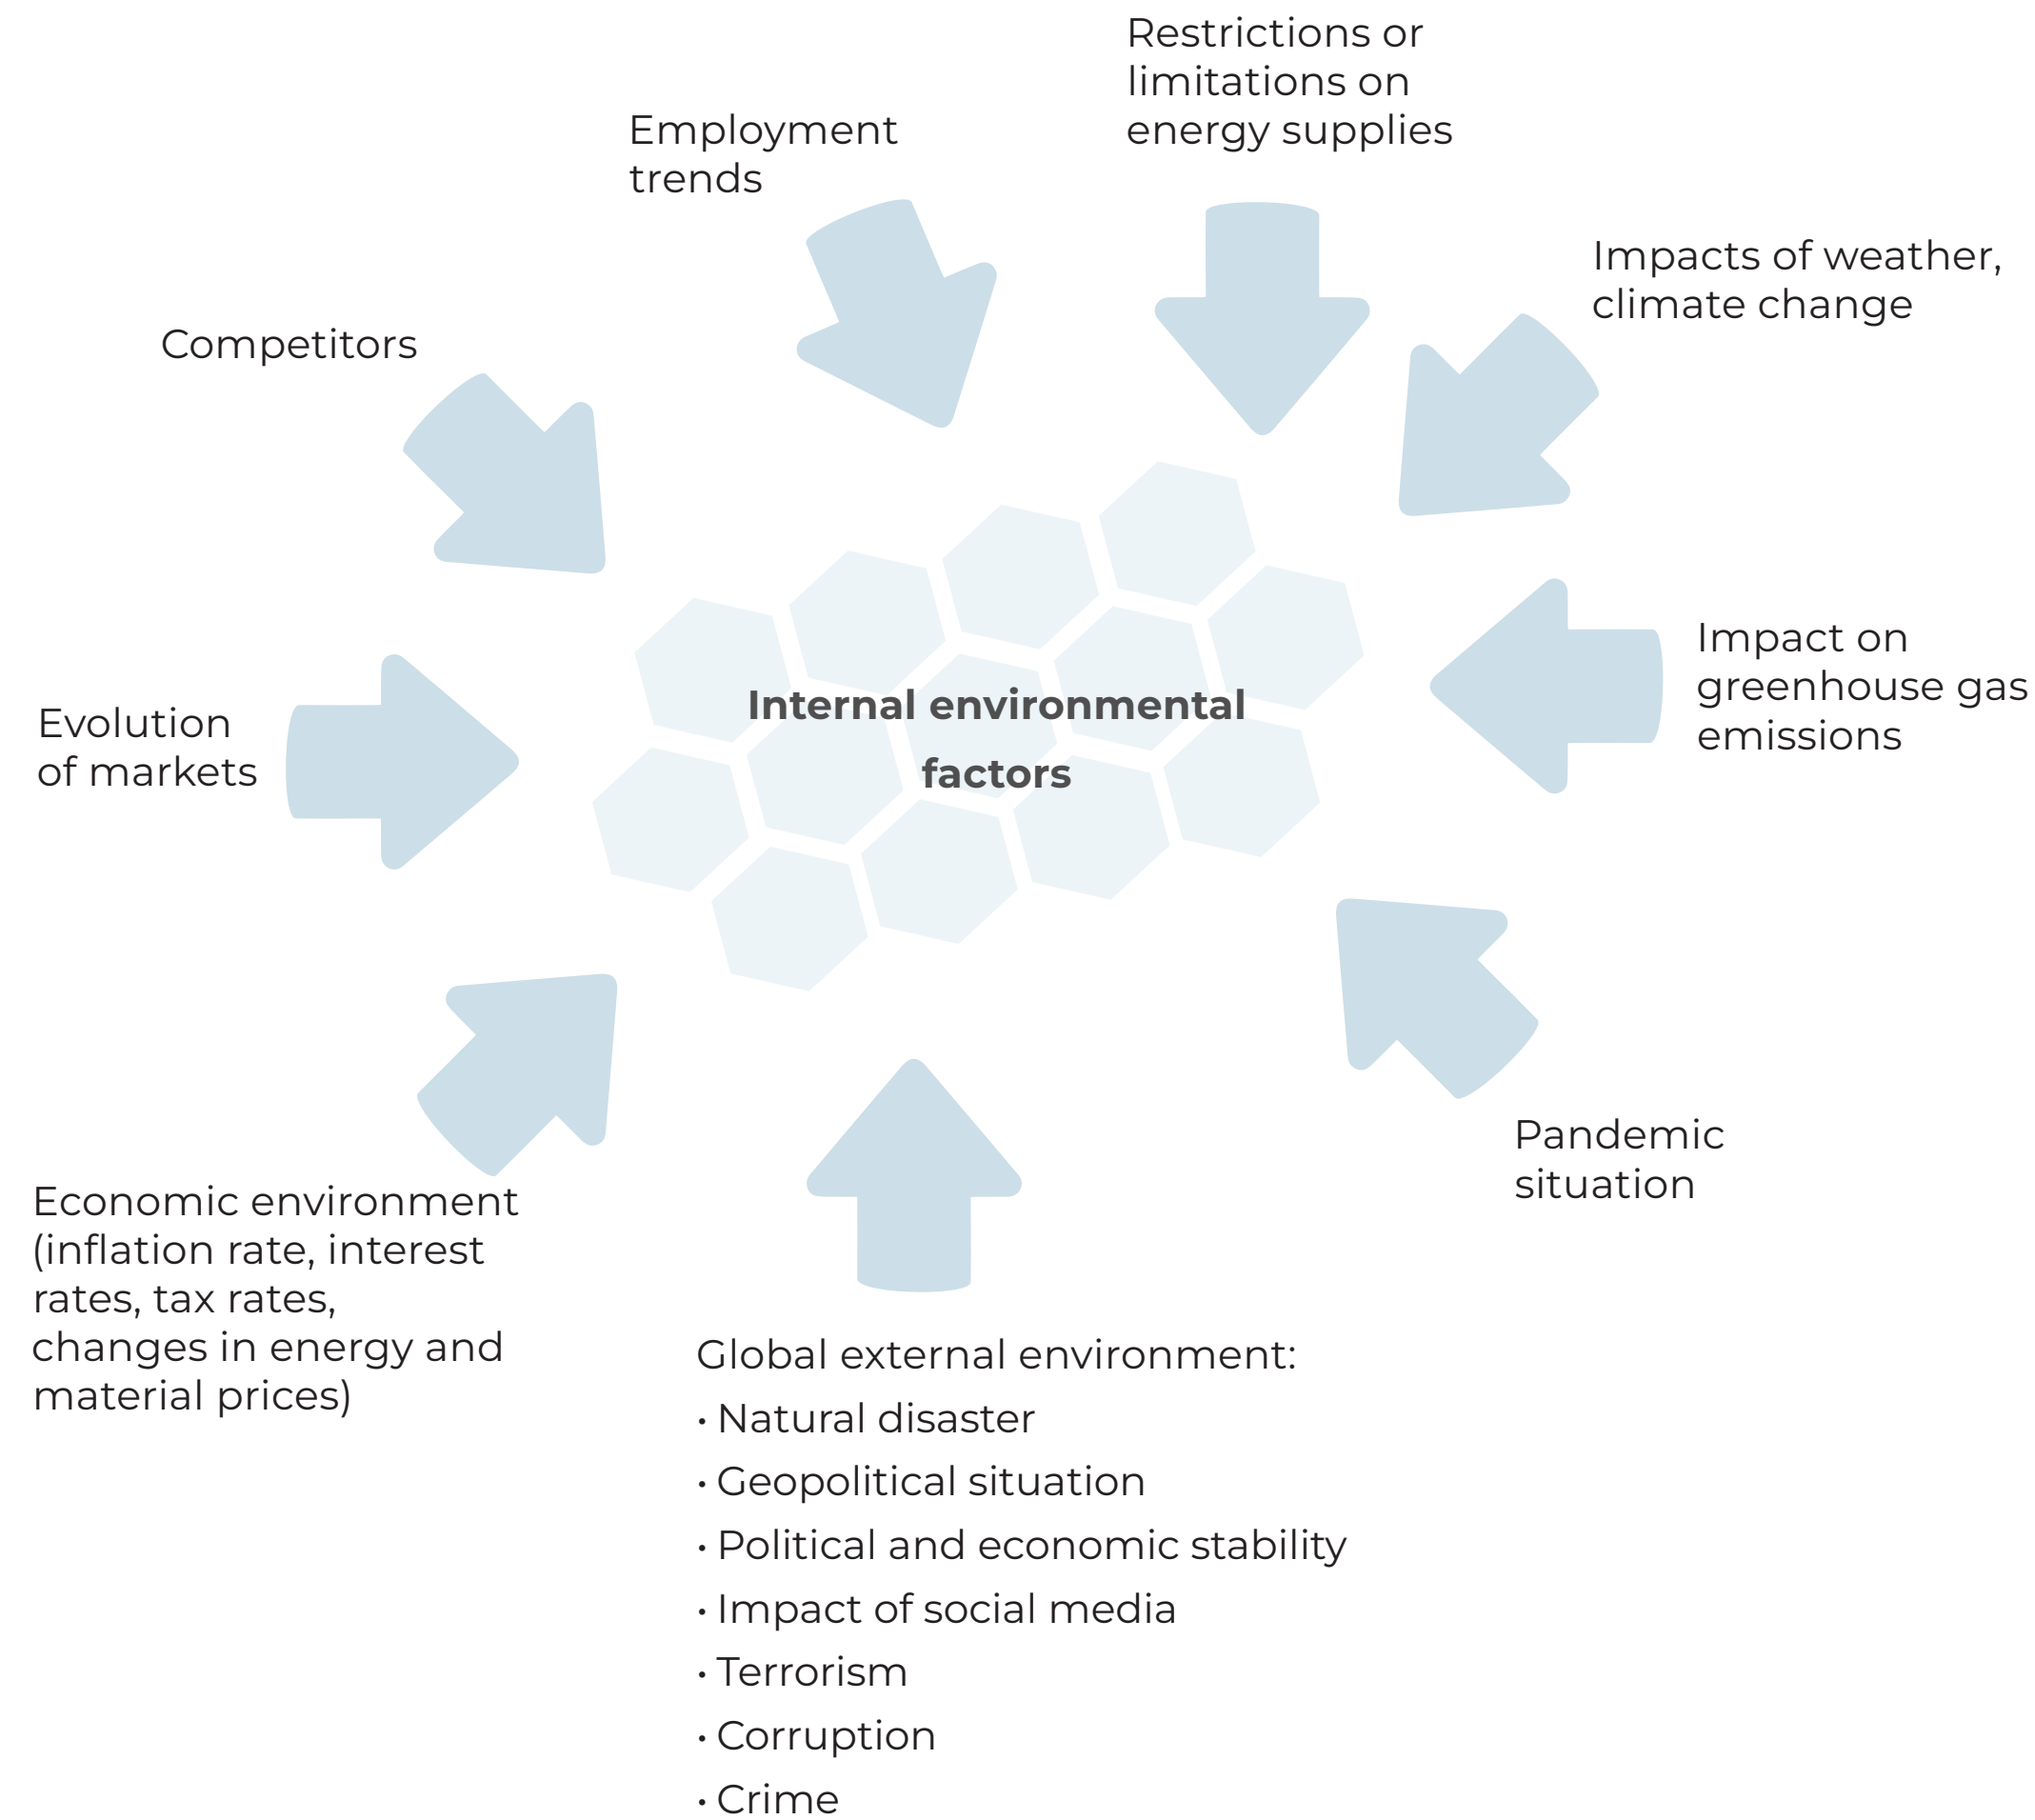 Restrictions or
limitations on
energy supplies
Employment
trends
Impacts of weather,
climate change
Competitors
Impact on
greenhouse gas
emissions
Internal environmental
factors
Evolution
of markets
Pandemic
situation
Economic environment
(inflation rate, interest
rates, tax rates,
changes in energy and
material prices)
Global external environment:
• Natural disaster
• Geopolitical situation
• Political and economic stability
• Impact of social media
• Terrorism
• Corruption
• Crime